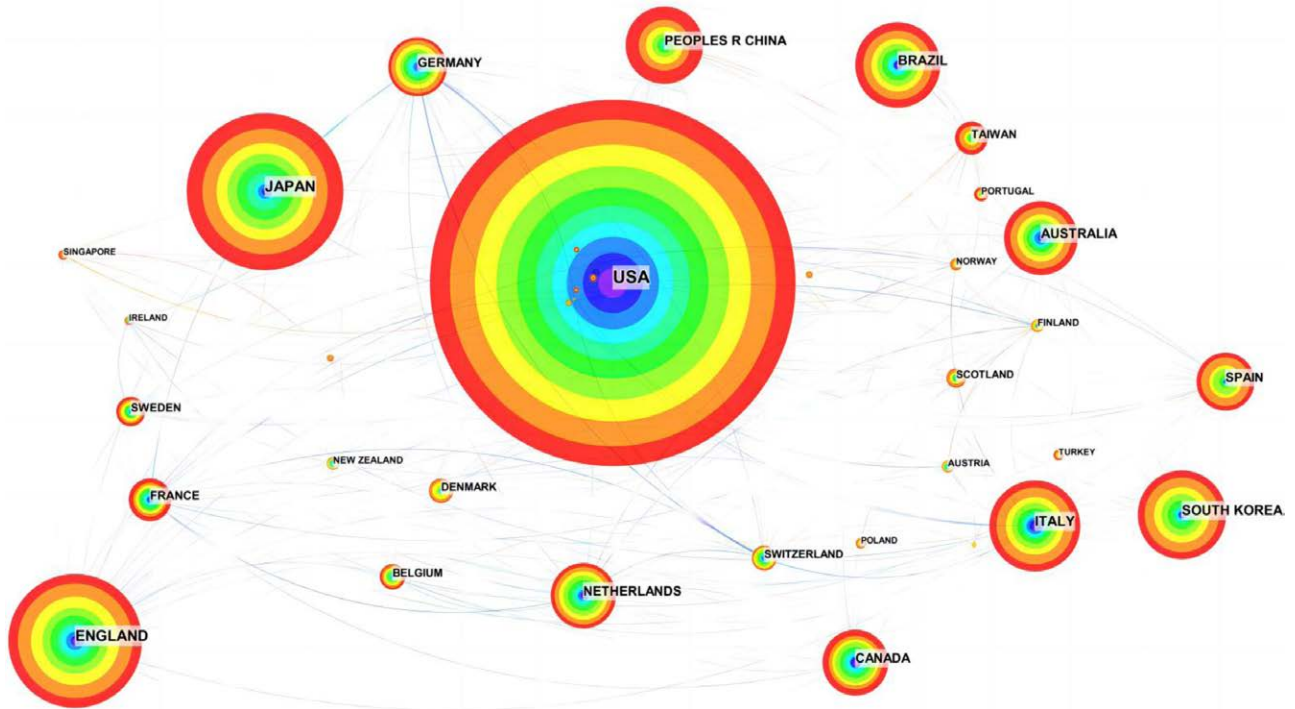 PEOPLES R CHINA
BRAZIL
GERMANY
TAIWAN
JAPAN
PORTUGAL
AUSTRALIA
SINGAPORE
NORWAY
USA
IRELAND
FINLAND
SCOTLAND
SPAIN
SWEDEN
TURKEY
NEW ZEALAND
AUSTRIA
DENMARK
FRANCE
SOUTH KOREA
ITALY
POLAND
SWITZERLAND
BELGIUM
NETHERLANDS
ENGLAND
CANADA